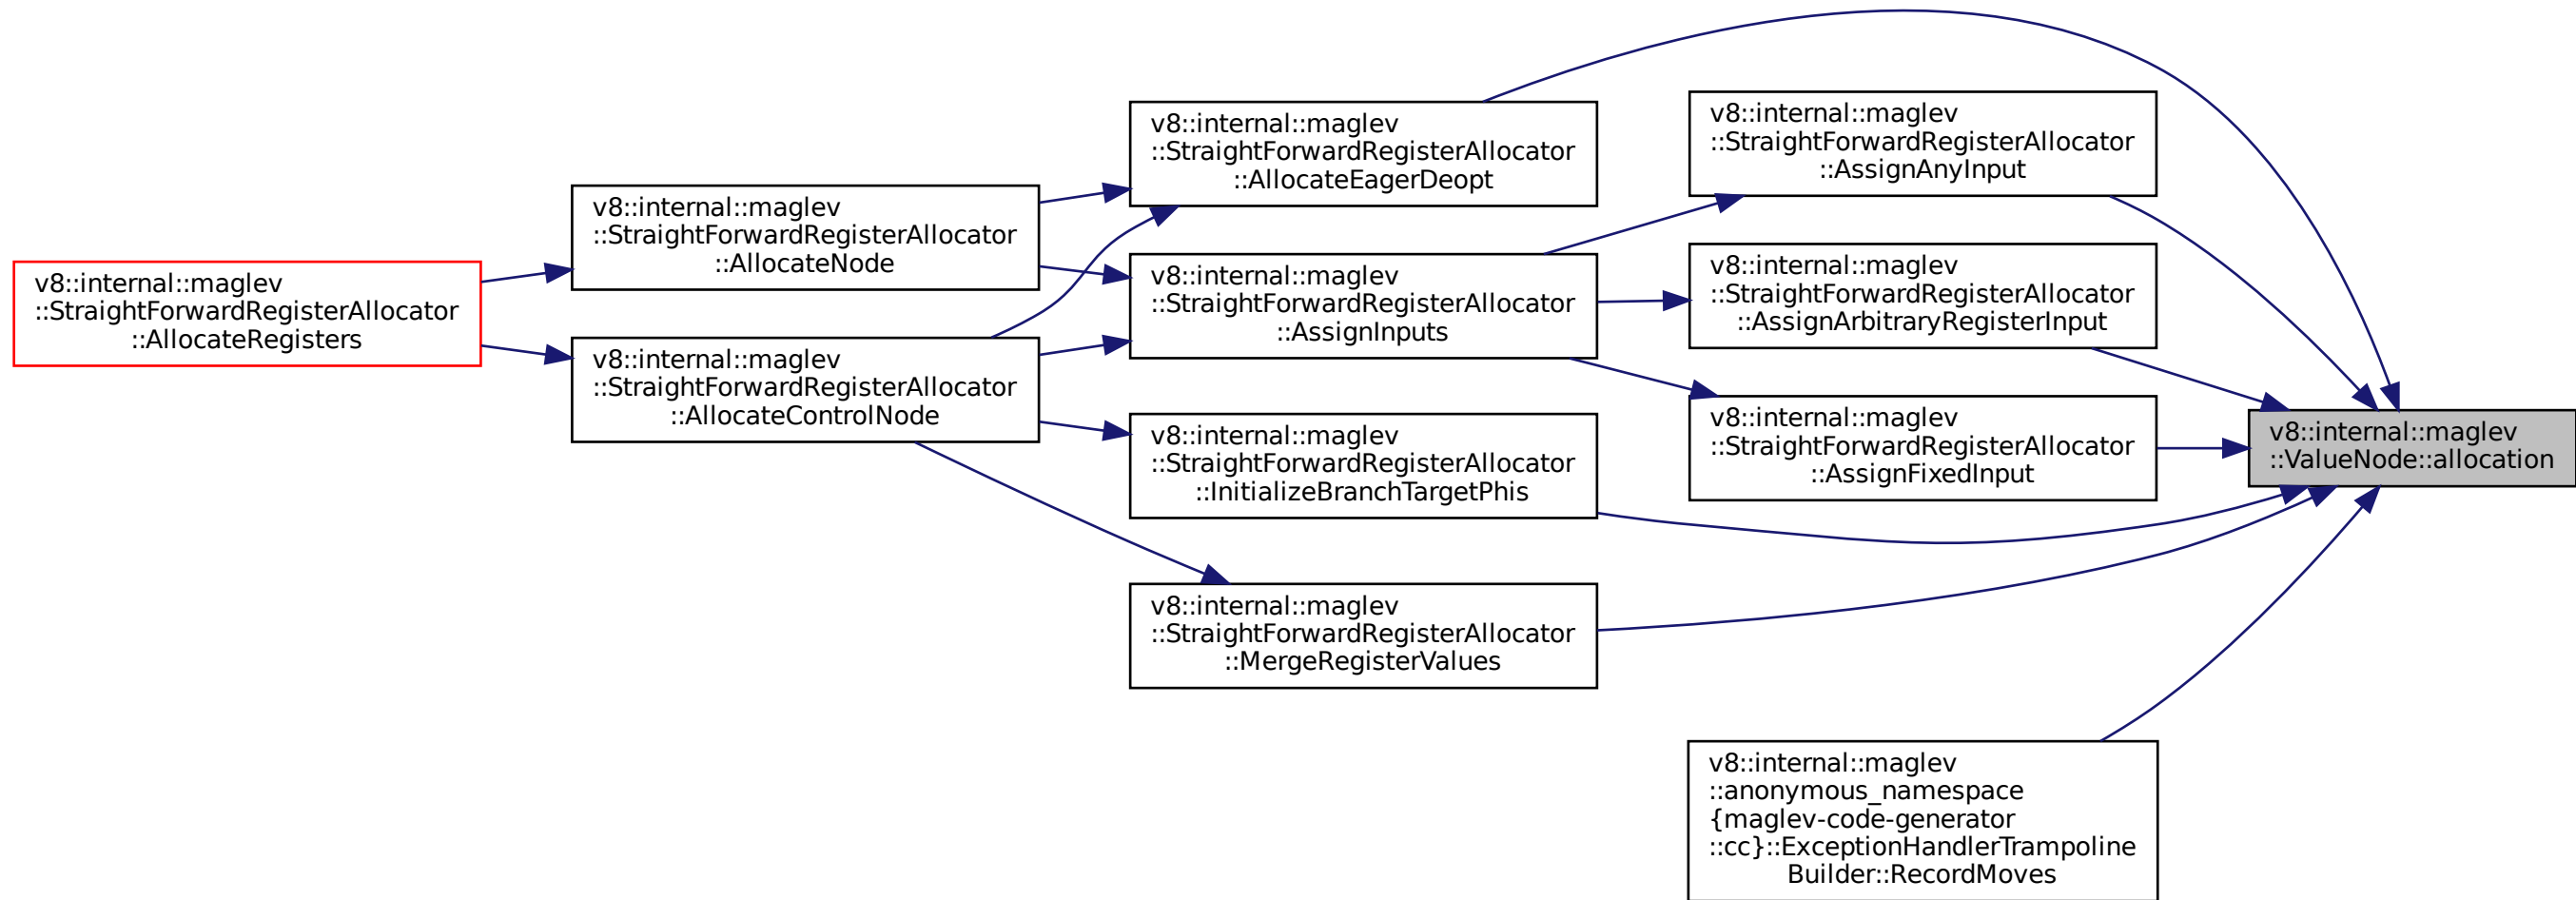 v8::internal::maglev
::StraightForwardRegisterAllocator
::AllocateRegisters
v8::internal::maglev
::StraightForwardRegisterAllocator
::AllocateNode
v8::internal::maglev
::StraightForwardRegisterAllocator
::AllocateControlNode
v8::internal::maglev
::StraightForwardRegisterAllocator
::AllocateEagerDeopt
v8::internal::maglev
::StraightForwardRegisterAllocator
::AssignInputs
v8::internal::maglev
::StraightForwardRegisterAllocator
::InitializeBranchTargetPhis
v8::internal::maglev
::StraightForwardRegisterAllocator
::MergeRegisterValues
v8::internal::maglev
::StraightForwardRegisterAllocator
::AssignAnyInput
v8::internal::maglev
::StraightForwardRegisterAllocator
::AssignArbitraryRegisterInput
v8::internal::maglev
::StraightForwardRegisterAllocator
::AssignFixedInput
v8::internal::maglev
::anonymous_namespace
{maglev-code-generator
::cc}::ExceptionHandlerTrampoline
Builder::RecordMoves
v8::internal::maglev
::ValueNode::allocation